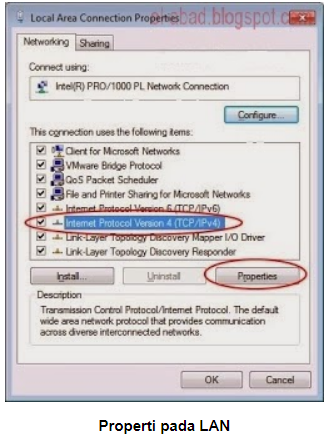 Local Area Connection Properties
Networking
Sharing
Connect using:
Intel(R) PRO/1000 PL Network Connection
Configure...
This connection uses the following items:
Client for Microsoft Networks
VMware Bridge Protocol
QoS Packet Scheduler
File and Printer Sharing for Microsoft Networks
Internet Protocol Version 6 (TCP/IPv6)
Internet Protocol Version 4 (TCP/IPv4)
Link-Layer Topology Discovery Mapper I/O Driver
Link-Layer Topology Discovery Responder
Install...
Uninstall
Properties
Description
Transmission Control Protocol/Internet Protocol. The default
wide area network protocol that provides communication
across diverse interconnected networks.
OK
Cancel
Properti pada LAN